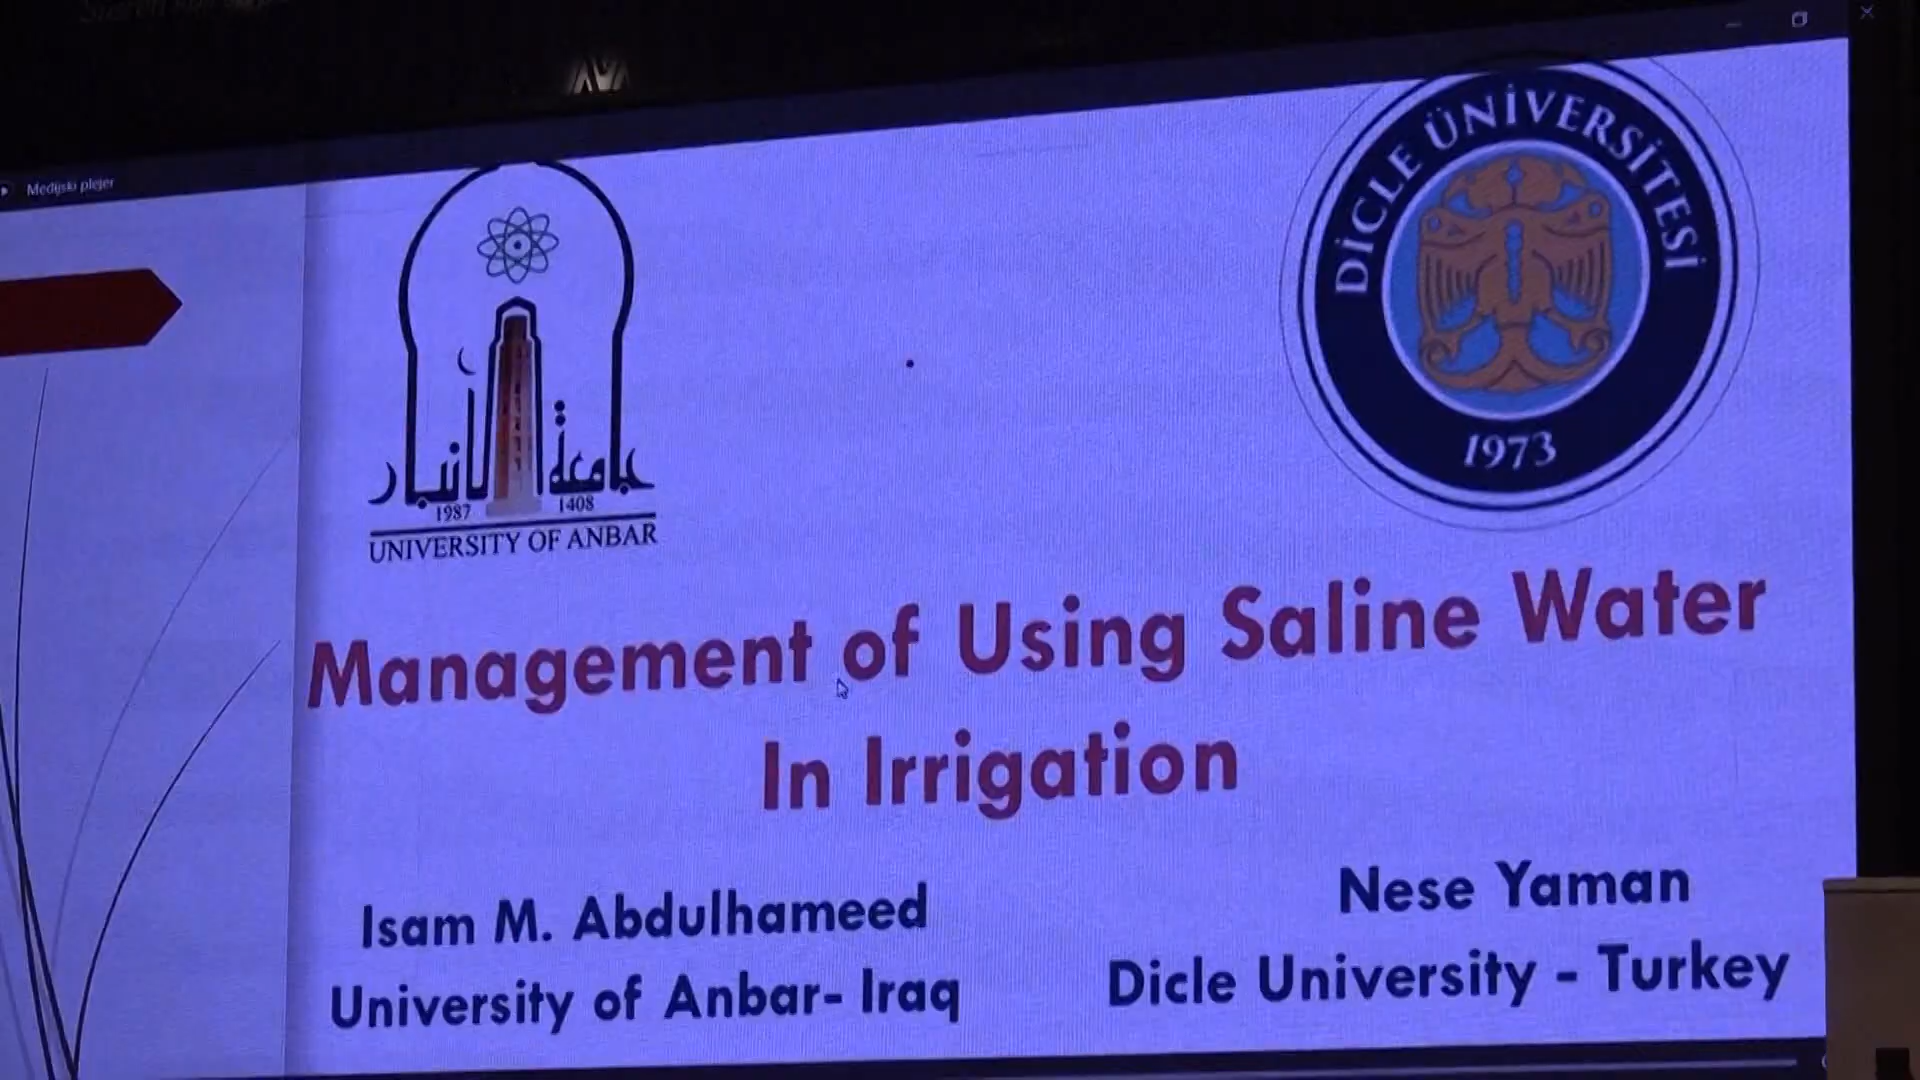 Medijski plejer
جامعة الأنبار
1987 1408
UNIVERSITY OF ANBAR
DİCLE ÜNİVERSİTESİ
1973
Management of Using Saline Water
In Irrigation
Isam M. Abdulhameed
University of Anbar- Iraq
Nese Yaman
Dicle University - Turkey